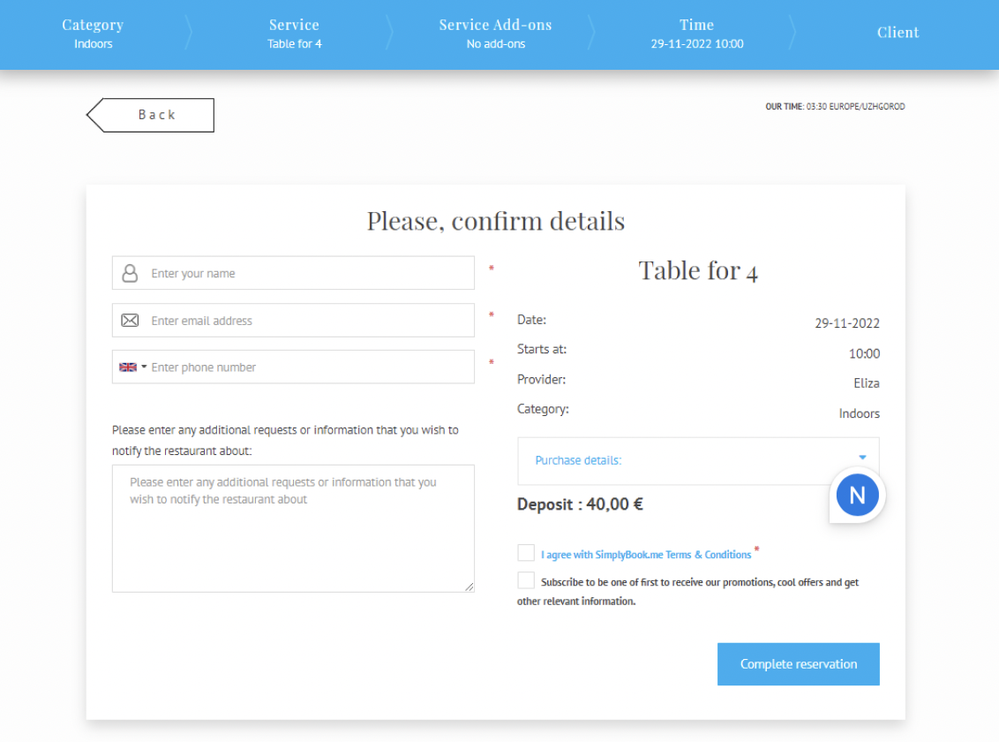 Category
Indoors
Service
Table for 4
Service Add-ons
No add-ons
Time
29-11-2022 10:00
Client
Back
OUR TIME: 03:30 EUROPE/UZHGOROD
Please, confirm details
Enter your name
*
Enter email address
*
Enter phone number
*
Please enter any additional requests or information that you wish to
notify the restaurant about:
Please enter any additional requests or information that you
wish to notify the restaurant about
Table for 4
Date: 29-11-2022
Starts at: 10:00
Provider: Eliza
Category: Indoors
Purchase details:
N
Deposit : 40,00 €
I agree with SimplyBook.me Terms & Conditions *
Subscribe to be one of first to receive our promotions, cool offers and get
other relevant information.
Complete reservation